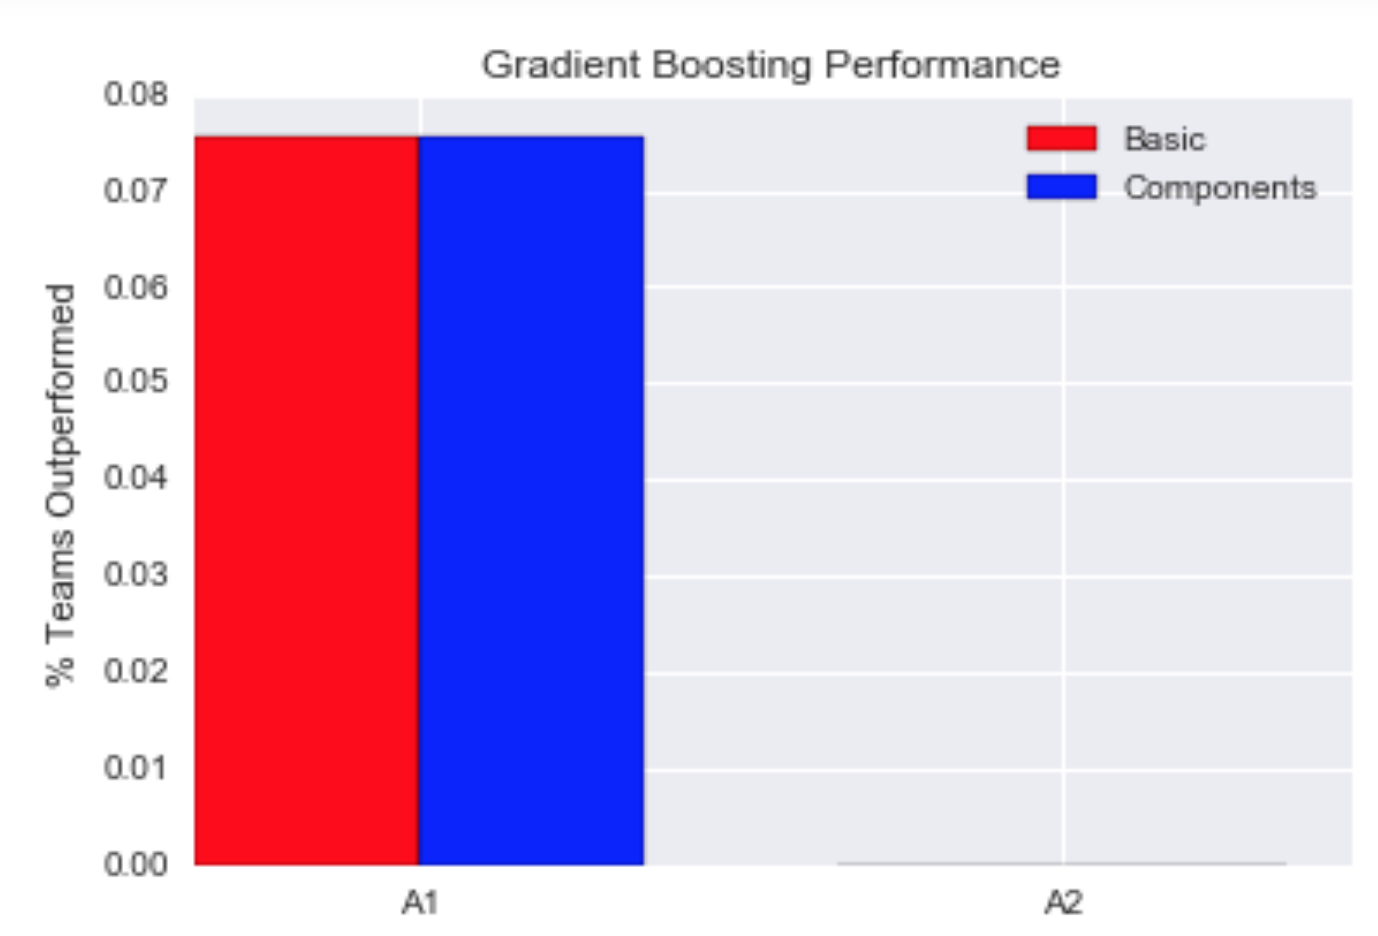 Gradient Boosting Performance
0.08
0.07
0.06
0.05
0.04
0.03
0.02
0.01
0.00
% Teams Outperformed
Basic
Components
A1
A2